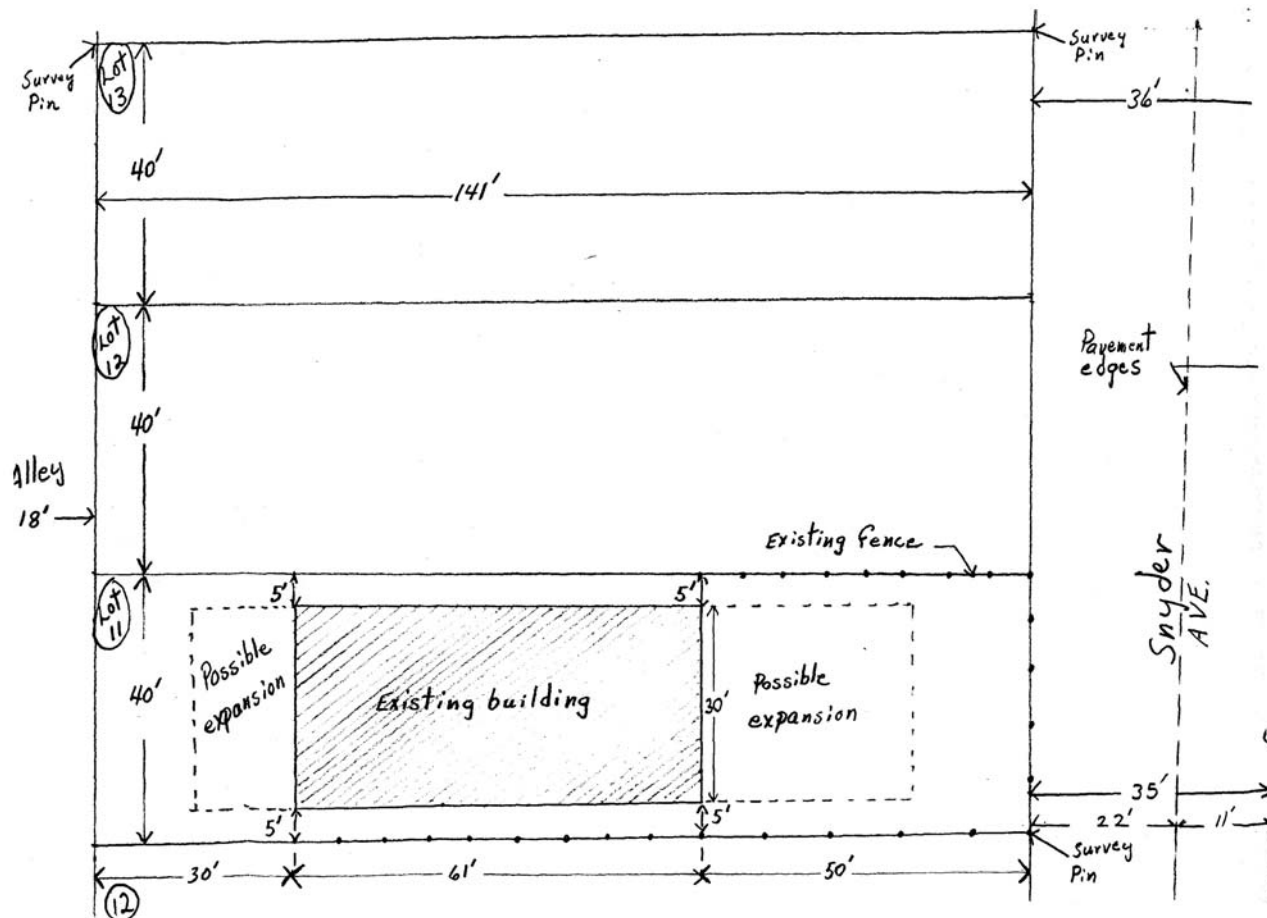 Survey
Pin
Lot
13
Survey
Pin
36'
40'
141'
Lot
12
Pavement
edges
40'
Alley
18'
Existing fence
Snyder
AVE.
Lot
11
5'
5'
40'
Possible
expansion
Existing building
30'
Possible
expansion
35'
5'
5'
22'
11'
30'
61'
50'
Survey
Pin
12